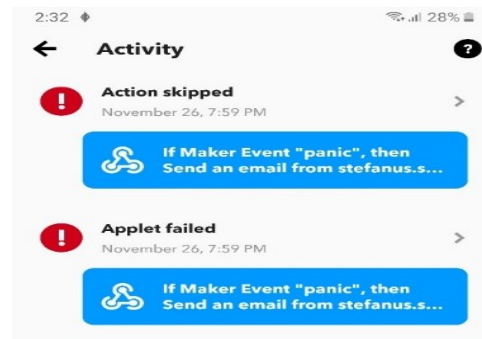 2:32 28%
Activity ?
Action skipped
November 26, 7:59 PM
If Maker Event "panic", then
Send an email from stefanus.s...
Applet failed
November 26, 7:59 PM
If Maker Event "panic", then
Send an email from stefanus.s...